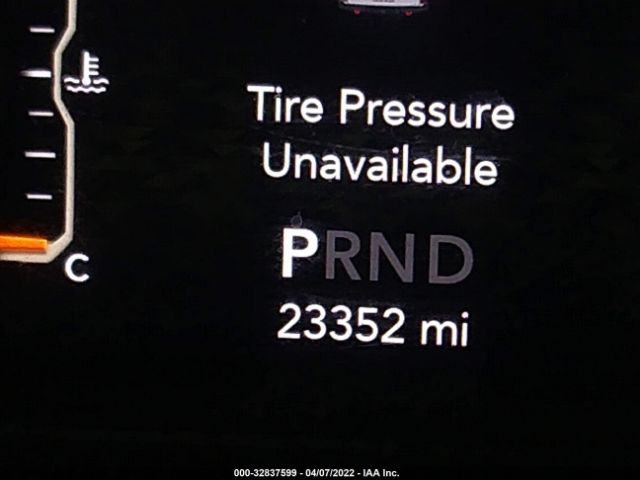 Tire Pressure
Unavailable
PRND
C
23352 mi
000-32837599 - 04/07/2022 - IAA Inc.